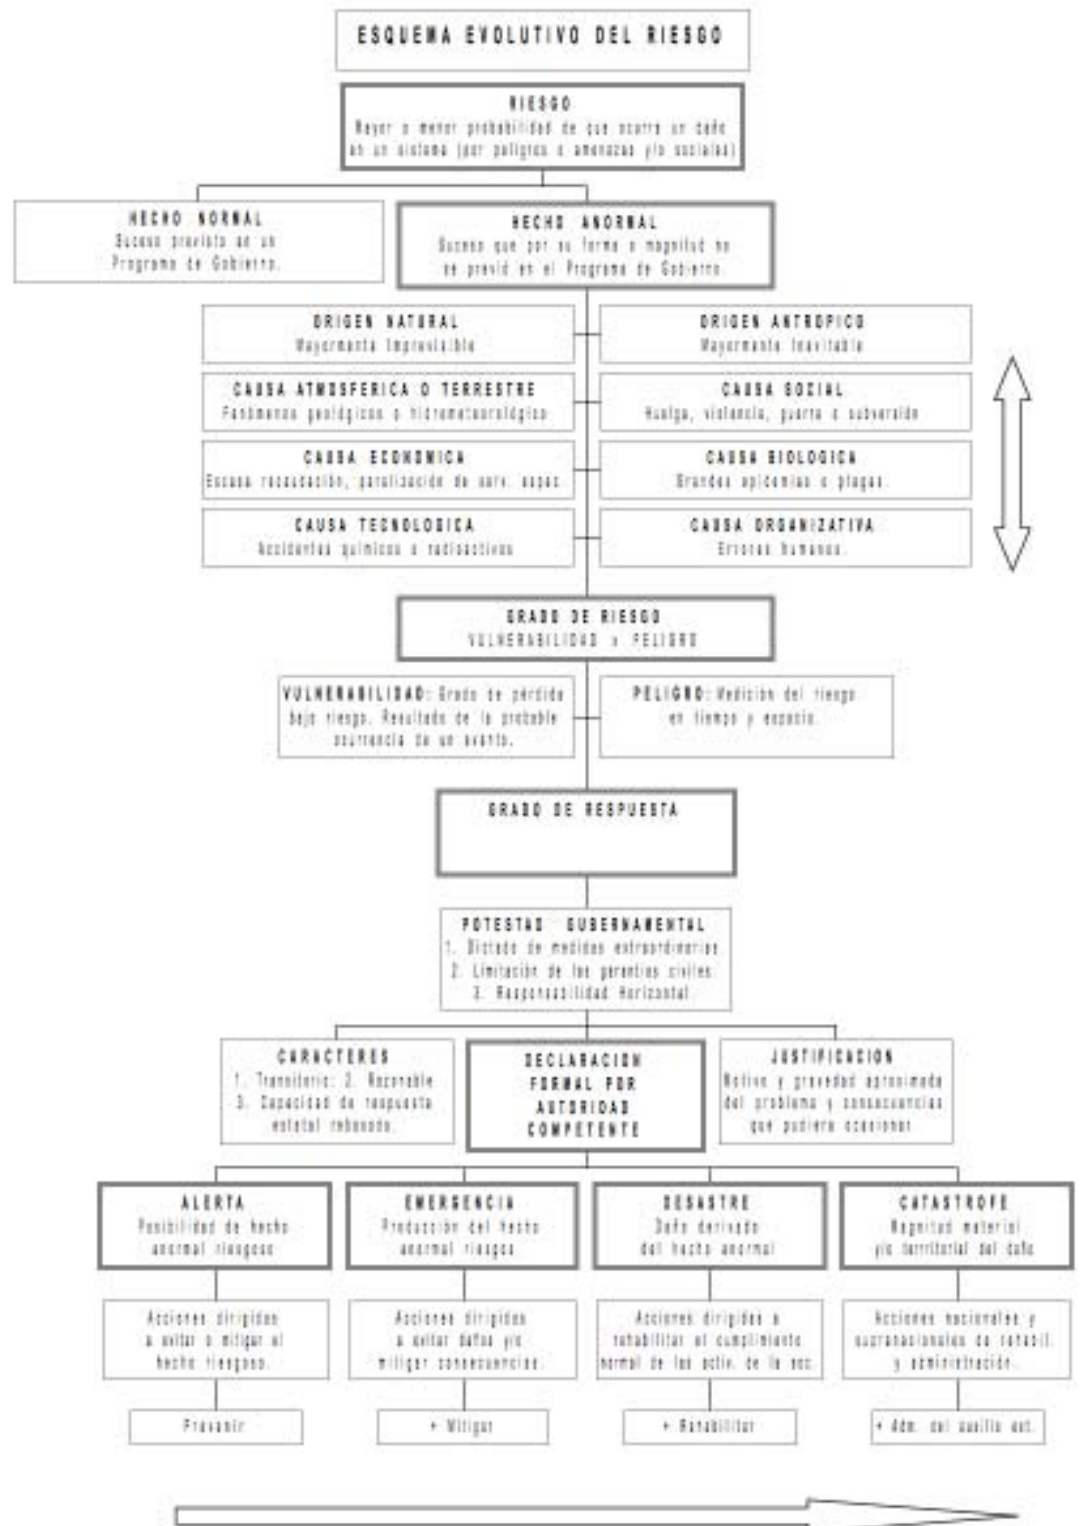 ESQUEMA EVOLUTIVO DEL RIESGO
RIESGO
Mayor o menor probabilidad de que ocurra un daño
en un sistema (por peligros o amenazas y/o sociales)
HECHO NORMAL
Suceso previsto en un
Programa de Gobierno.
HECHO ANORMAL
Suceso que por su forma o magnitud no
se previó en el Programa de Gobierno.
ORIGEN NATURAL
Mayormente Imprevisible
ORIGEN ANTROPICO
Mayormente Inevitable
CAUSA ATMOSFERICA O TERRESTRE
Fenómenos geológicos o hidrometeorológico
CAUSA SOCIAL
Huelga, violencia, guerra o subversión
CAUSA ECONOMICA
Escasa recaudación, paralización de serv. espec.
CAUSA BIOLOGICA
Grandes epidemias o plagas
CAUSA TECNOLOGICA
Accidentes químicos o radioactivos
CAUSA ORGANIZATIVA
Errores humanos.
GRADO DE RIESGO
VULNERABILIDAD x PELIGRO
VULNERABILIDAD: Grado de pérdida
bajo riesgo. Resultado de la probable
ocurrencia de un evento.
PELIGRO: Medición del riesgo
en tiempo y espacio.
GRADO DE RESPUESTA
POTESTAD GUBERNAMENTAL
1. Dictado de medidas extraordinarias
2. Limitación de las garantías civiles
3. Responsabilidad Horizontal.
CARACTERES
1. Transitorio; 2. Razonable
3. Capacidad de respuesta
estatal rebasado.
DECLARACION
FORMAL POR
AUTORIDAD
COMPETENTE
JUSTIFICACION
Motivo y gravedad aproximada
del problema y consecuencias
que pudiera ocasionar
ALERTA
Posibilidad de hecho
anormal riesgoso
EMERGENCIA
Producción del hecho
anormal riesgos
DESASTRE
Daño derivado
del hecho anormal
CATASTROFE
Magnitud material
y/o territorial del daño
Acciones dirigidas
a evitar o mitigar el
hecho riesgoso.
Acciones dirigidas
a evitar daños y/o
mitigar consecuencias.
Acciones dirigidas a
rehabilitar el cumplimiento
normal de las activ. de la soc.
Acciones nacionales y
supranacionales de rehabil.
y administración.
Prevenir
+ Mitigar
+ Rehabilitar
+ Adm. del auxilio ext.